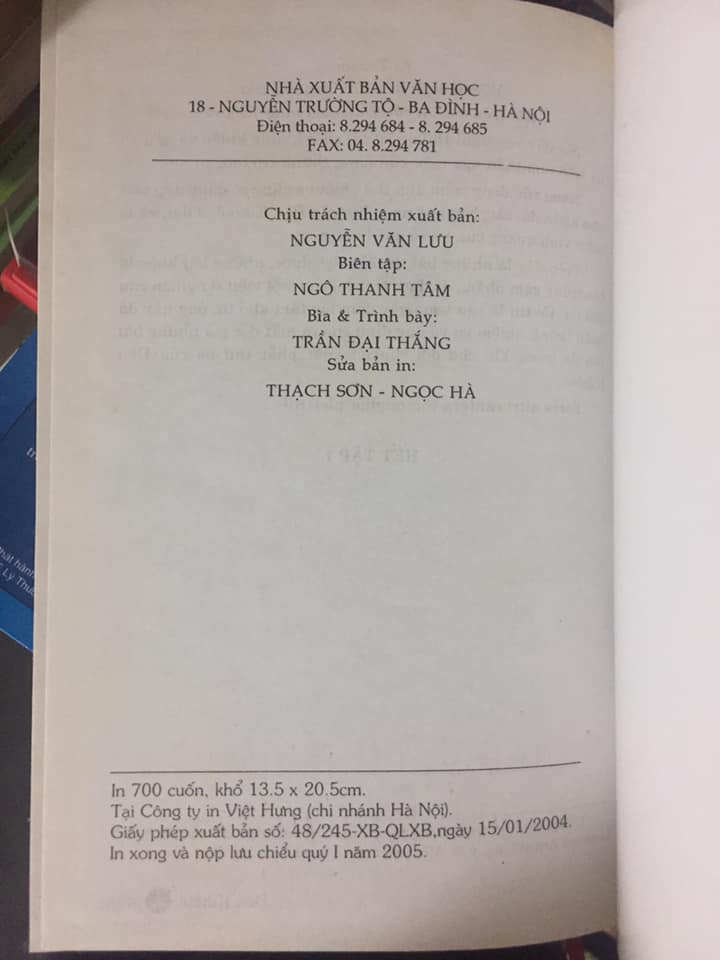 NHÀ XUẤT BẢN VĂN HỌC
18 - NGUYỄN TRƯỜNG TỘ - BA ĐÌNH - HÀ NỘI
Điện thoại: 8.294 684 - 8. 294 685
FAX: 04. 8.294 781
Chịu trách nhiệm xuất bản:
NGUYỄN VĂN LƯU
Biên tập:
NGÔ THANH TÂM
Bìa & Trình bày:
TRẦN ĐẠI THẮNG
Sửa bản in:
THẠCH SƠN - NGỌC HÀ
In 700 cuốn, khổ 13.5 x 20.5cm.
Tại Công ty in Việt Hưng (chi nhánh Hà Nội).
Giấy phép xuất bản số: 48/245-XB-QLXB,ngày 15/01/2004.
In xong và nộp lưu chiểu quý I năm 2005.
HẾT TẬP I